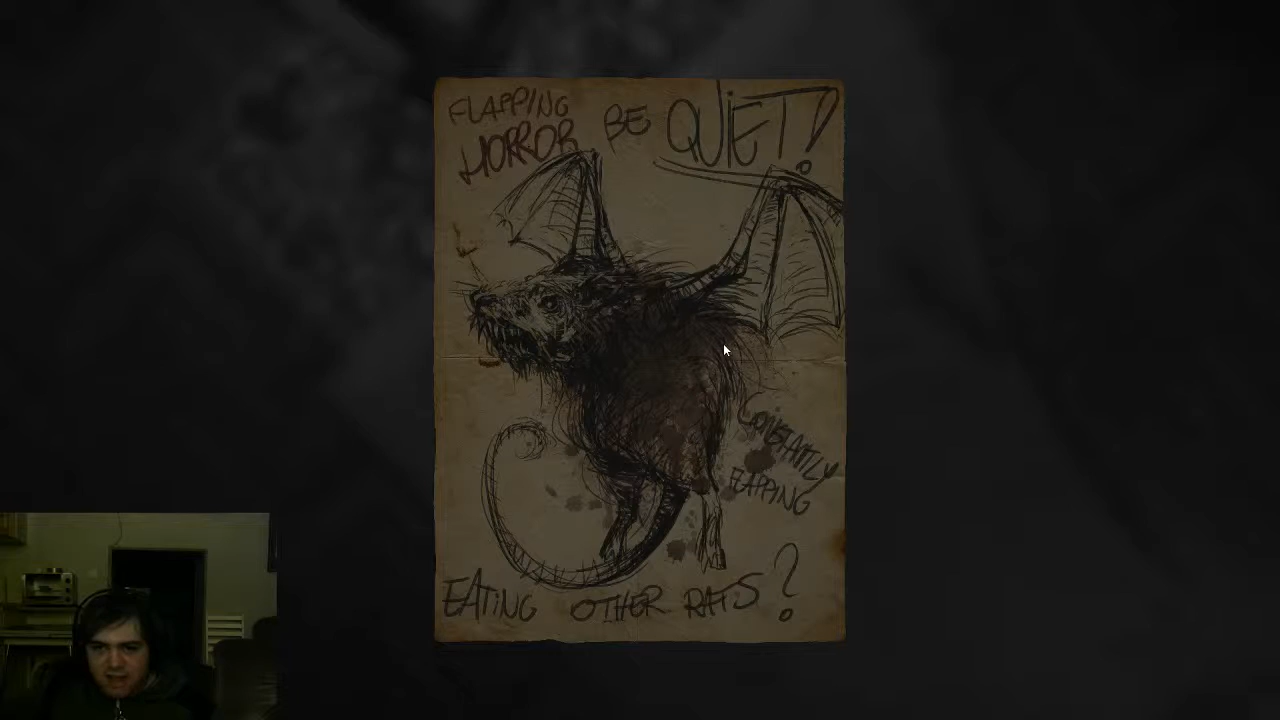 FLAPPING
HORROR
BE QUIET!
CONSTANTLY
FLAPPING
EATING OTHER RATS?